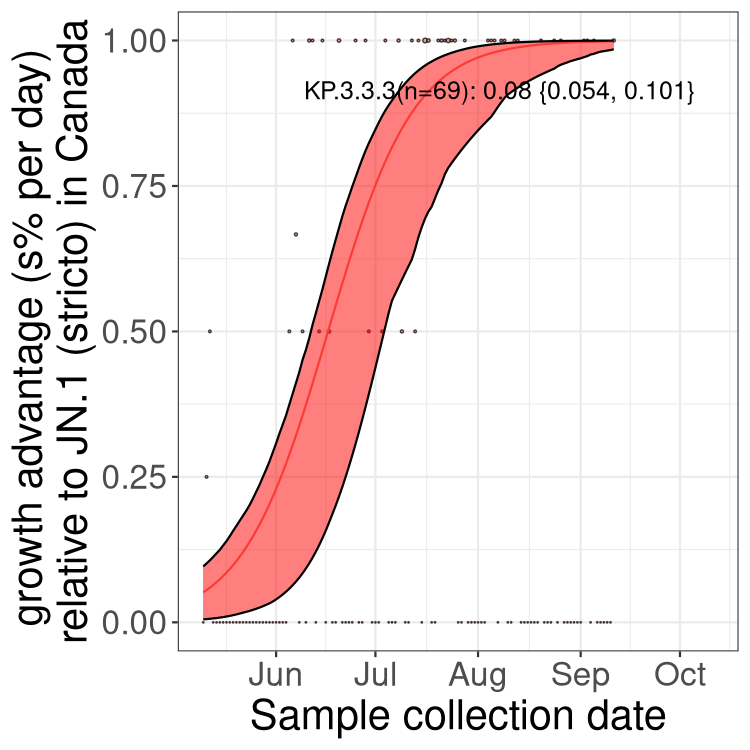 growth advantage (s% per day)
relative to JN.1 (stricto) in Canada
1.00
0.75
0.50
0.25
0.00
KP.3.3.3(n=69): 0.08 {0.054, 0.101}
Jun Jul Aug Sep Oct
Sample collection date